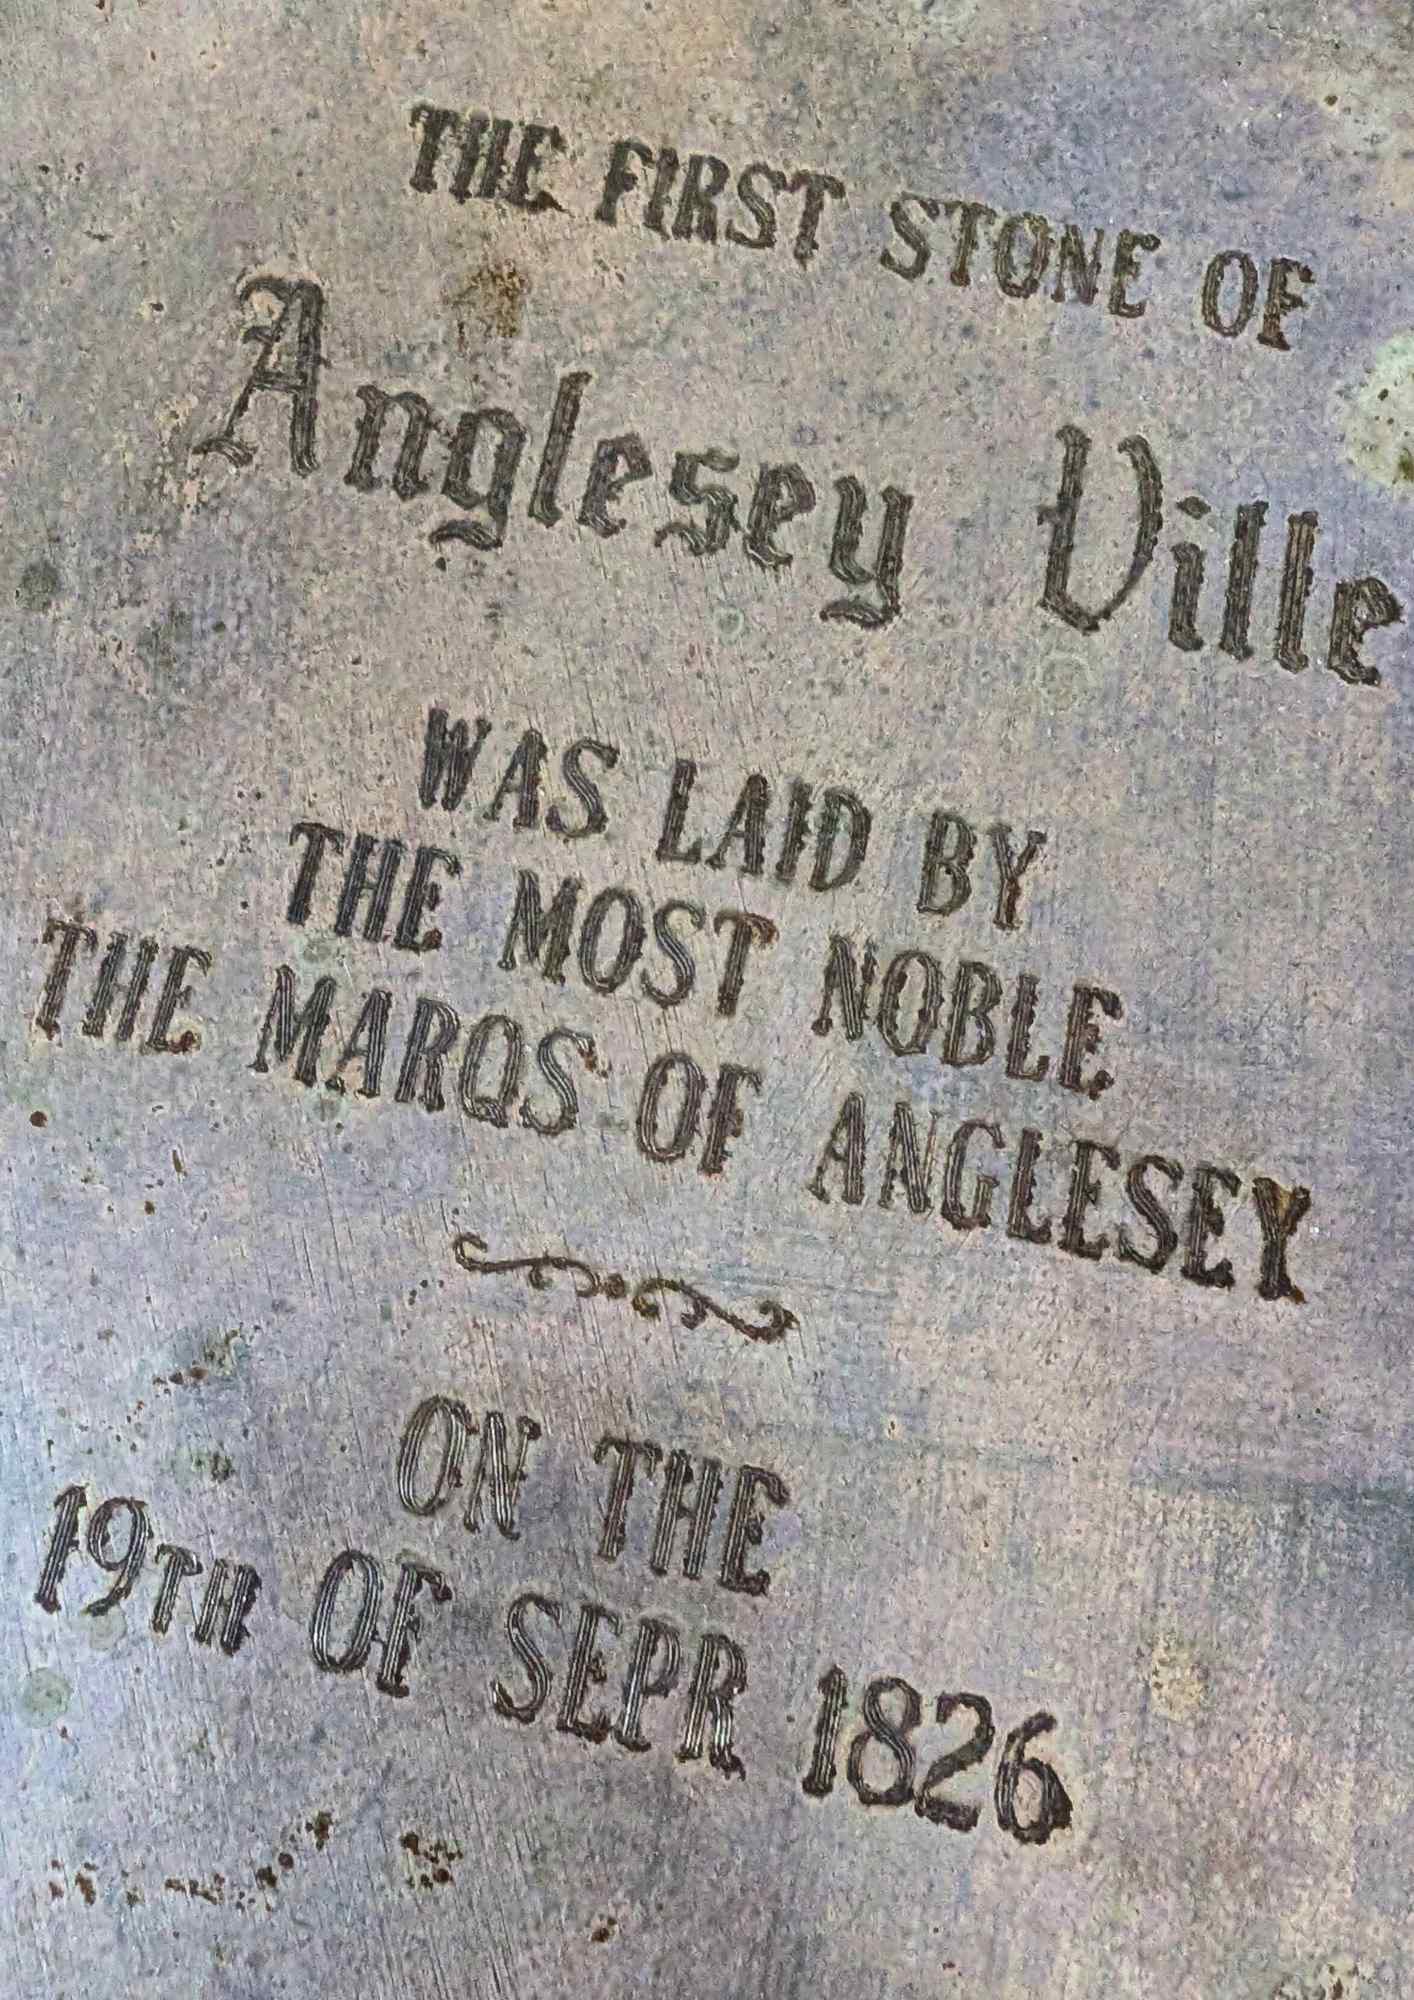 THE FIRST STONE OF
Anglesey Ville
WAS LAID BY
THE MOST NOBLE
THE MARQS OF ANGLESEY
ON THE
19TH OF SEPR 1826